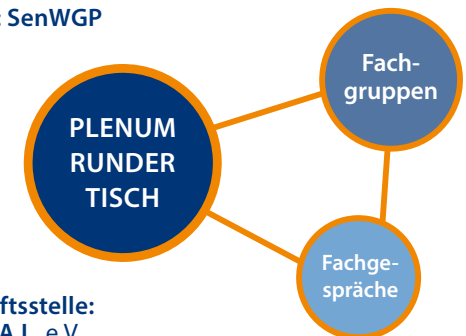 : SenWGP
Fach-
gruppen
PLENUM
RUNDER
TISCH
Fachge-
spräche
ftsstelle:
A.L. e.V.